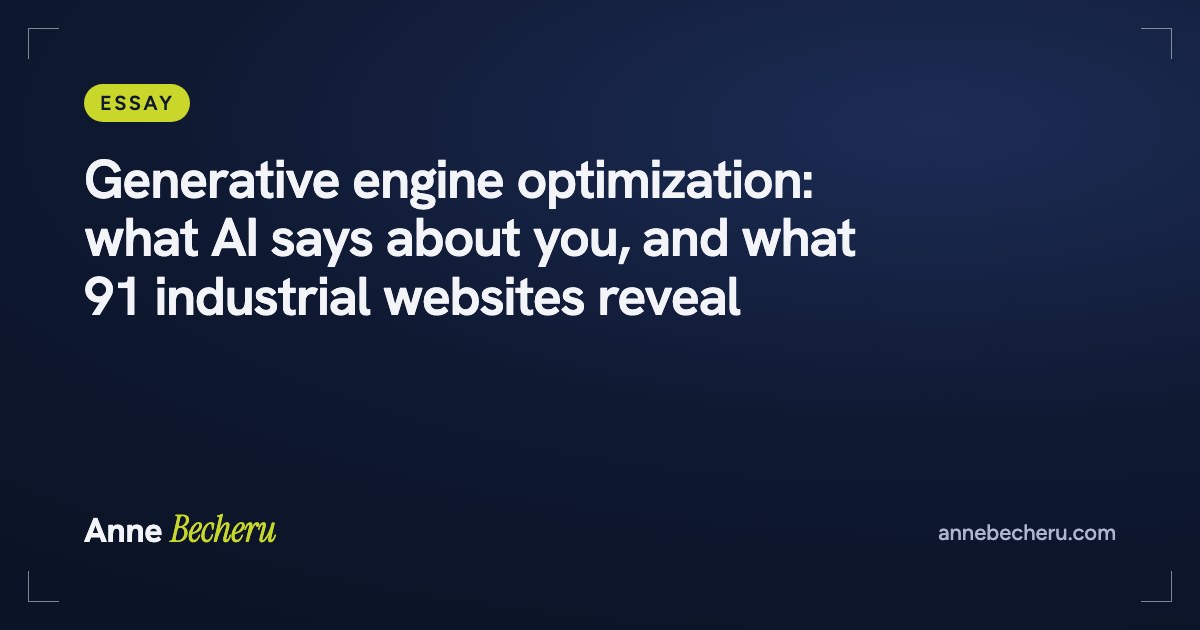 ESSAY
Generative engine optimization:
what AI says about you, and what
91 industrial websites reveal
Anne Becheru
annebecheru.com